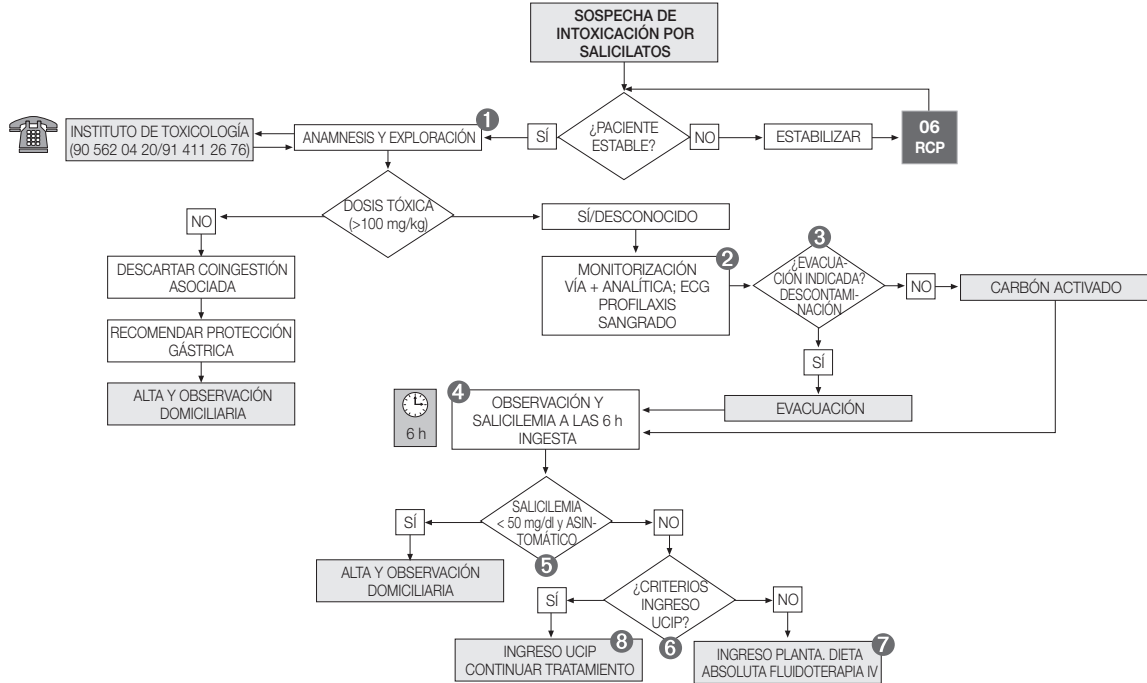 SOSPECHA DE
INTOXICACIÓN POR
SALICILATOS
¿PACIENTE
ESTABLE?
SÍ
NO
ESTABILIZAR
06
RCP
1
ANAMNESIS Y EXPLORACIÓN
INSTITUTO DE TOXICOLOGÍA
(90 562 04 20/91 411 26 76)
DOSIS TÓXICA
(>100 mg/kg)
NO
DESCARTAR COINGESTIÓN
ASOCIADA
RECOMENDAR PROTECCIÓN
GÁSTRICA
ALTA Y OBSERVACIÓN
DOMICILIARIA
SÍ/DESCONOCIDO
2
MONITORIZACIÓN
VÍA + ANALÍTICA; ECG
PROFILAXIS
SANGRADO
3
¿EVACUA-
CIÓN INDICADA?
DESCONTAMI-
NACIÓN
NO
CARBÓN ACTIVADO
SÍ
EVACUACIÓN
4
6 h
OBSERVACIÓN Y
SALICILEMIA A LAS 6 h
INGESTA
SALICILEMIA
< 50 mg/dl y ASIN-
TOMÁTICO
5
SÍ
ALTA Y OBSERVACIÓN
DOMICILIARIA
NO
¿CRITERIOS
INGRESO
UCIP?
6
SÍ
INGRESO UCIP
CONTINUAR TRATAMIENTO
8
NO
INGRESO PLANTA. DIETA
ABSOLUTA FLUIDOTERAPIA IV
7